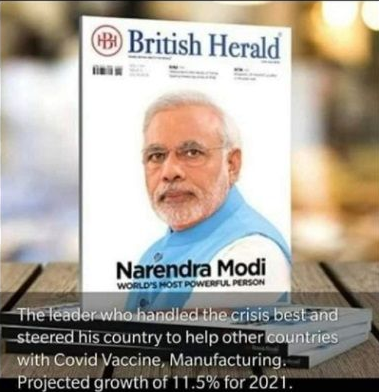 BH British Herald
Narendra Modi
WORLD'S MOST POWERFUL PERSON
The leader who handled the crisis best and
steered his country to help other countries
with Covid Vaccine, Manufacturing.
Projected growth of 11.5% for 2021.